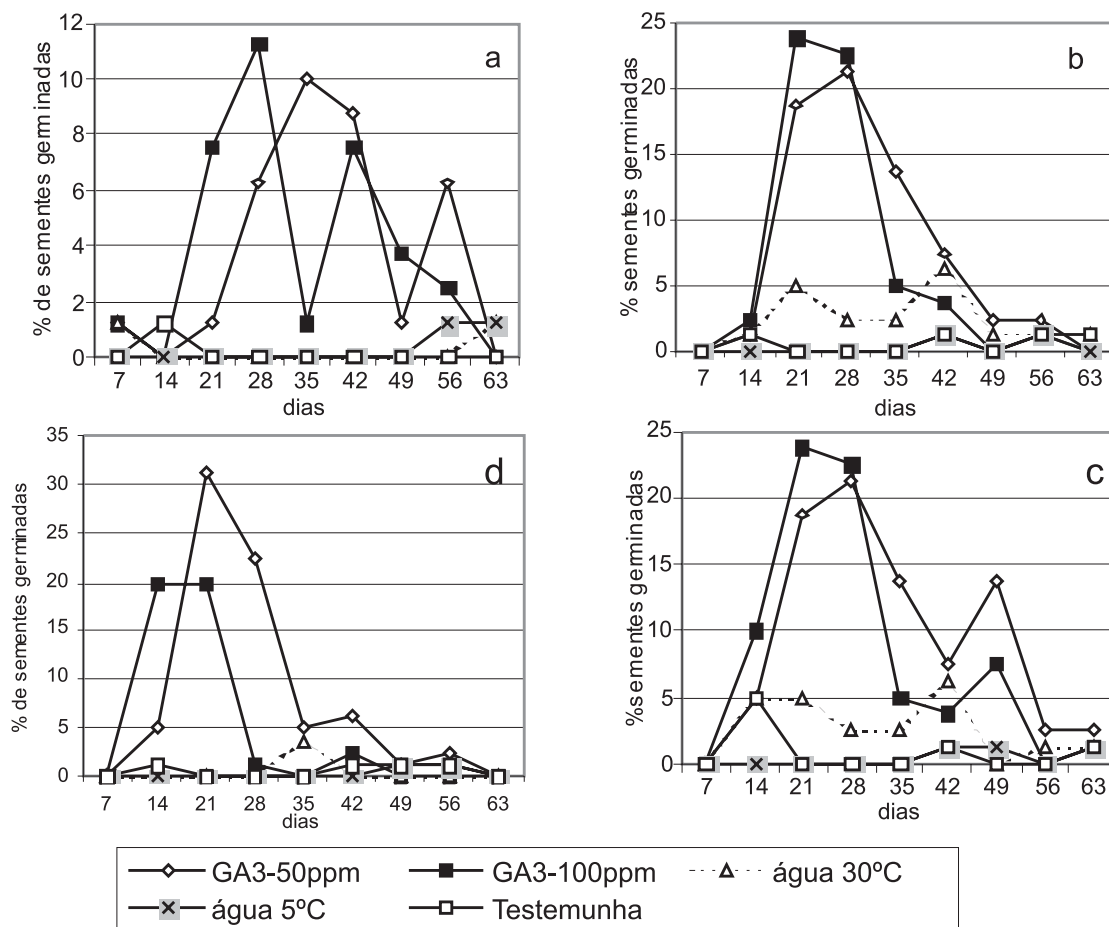 a
% de sementes germinadas
12
10
8
6
4
2
0
7 14 21 28 35 42 49 56 63
dias
b
% sementes germinadas
25
20
15
10
5
0
7 14 21 28 35 42 49 56 63
dias
d
% de sementes germinadas
35
30
25
20
15
10
5
0
7 14 21 28 35 42 49 56 63
dias
c
%sementes germinadas
25
20
15
10
5
0
7 14 21 28 35 42 49 56 63
dias
GA3-50ppm GA3-100ppm água 30ºC
água 5ºC Testemunha